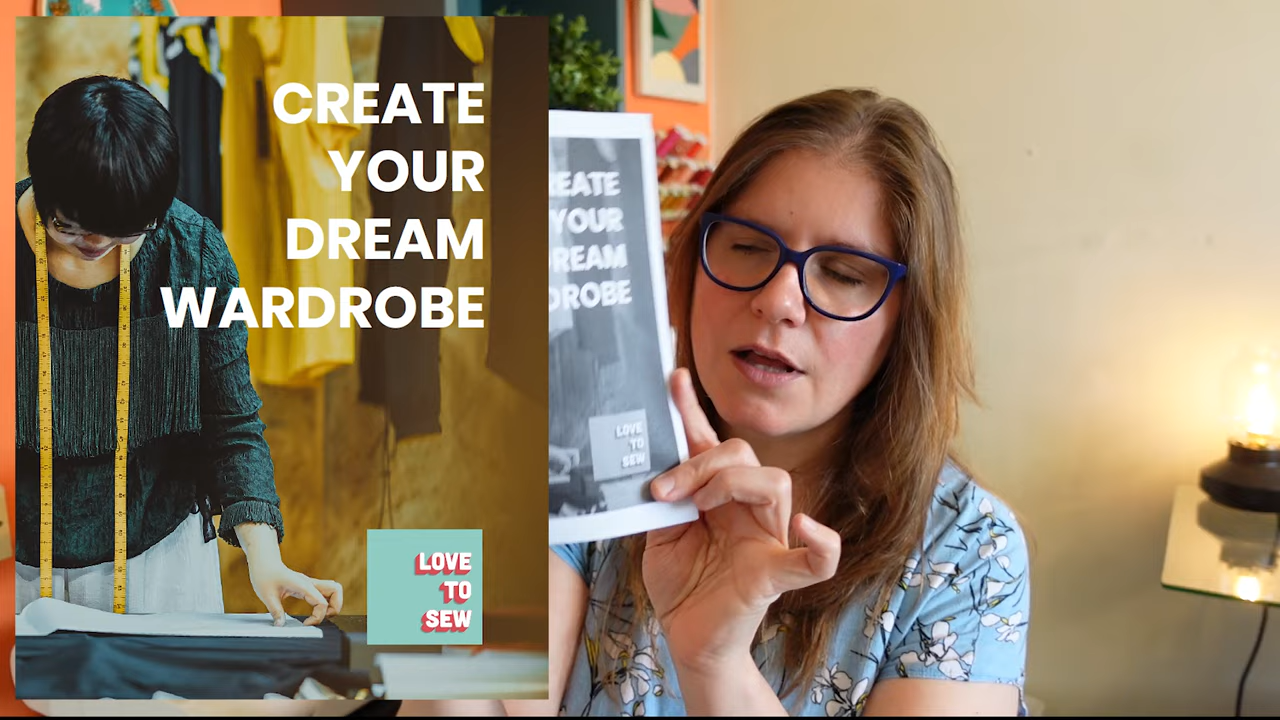 CREATE
YOUR
DREAM
WARDROBE
LOVE
TO
SEW
REATE
YOUR
REAM
DROBE
LOVE
TO
SEW